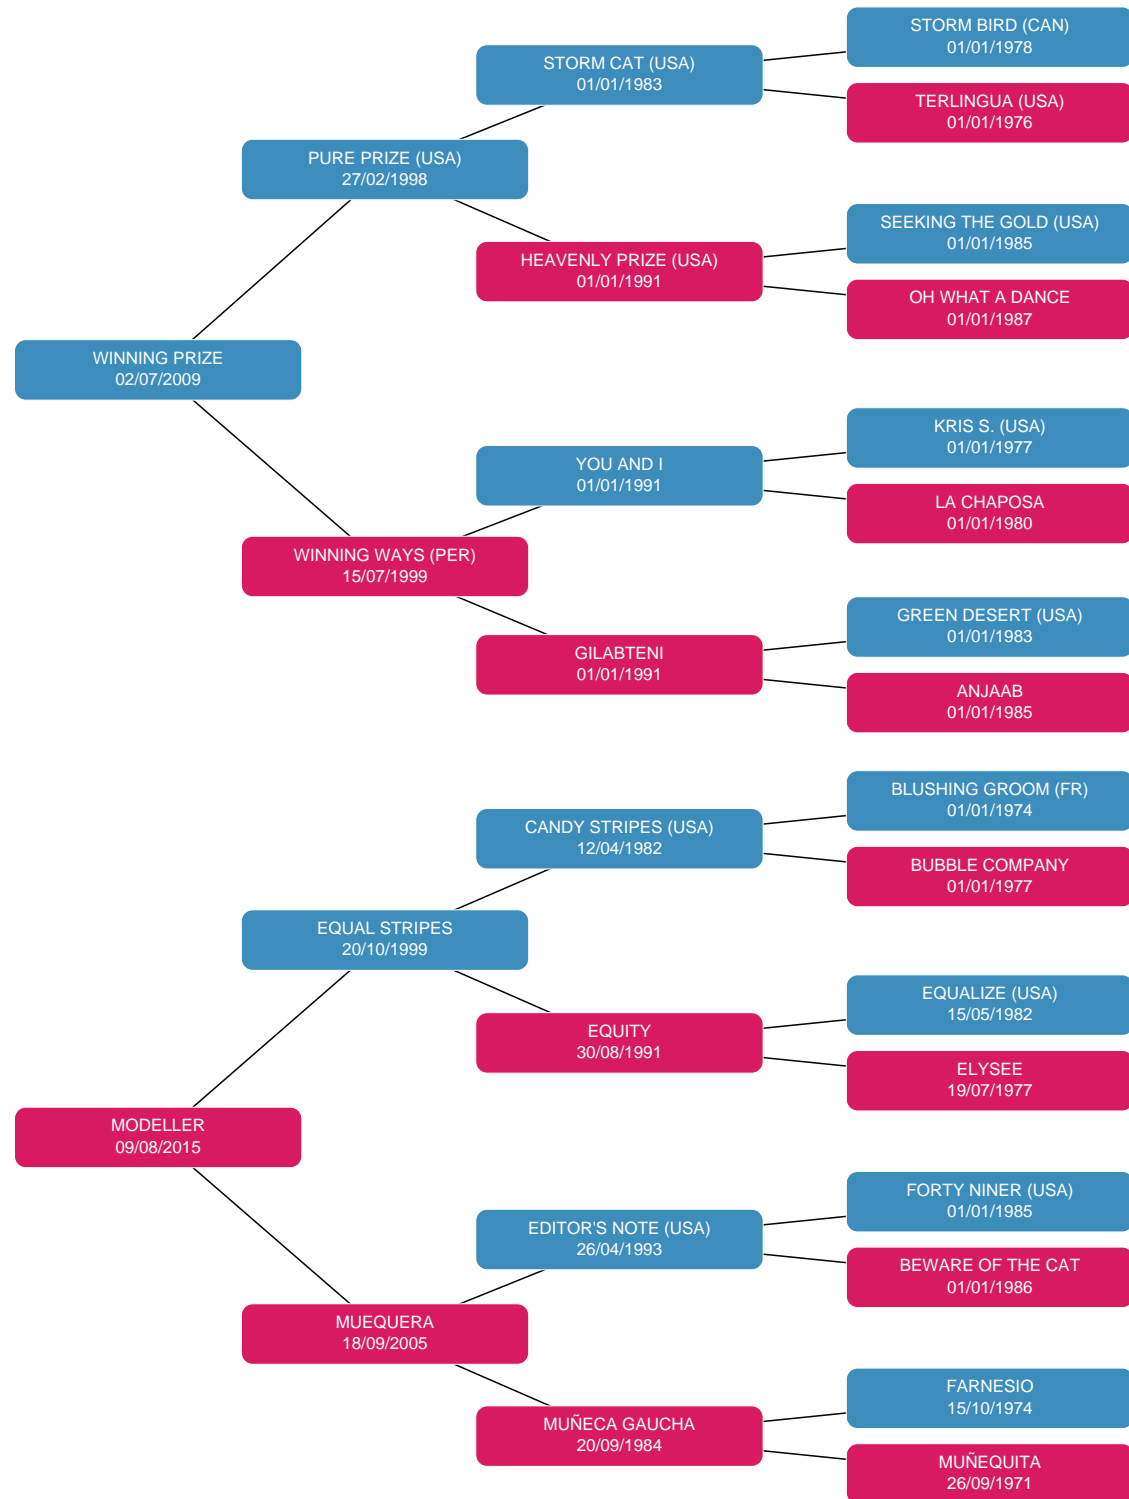 STORM BIRD (CAN)
01/01/1978
STORM CAT (USA)
01/01/1983
TERLINGUA (USA)
01/01/1976
PURE PRIZE (USA)
27/02/1998
SEEKING THE GOLD (USA)
01/01/1985
HEAVENLY PRIZE (USA)
01/01/1991
OH WHAT A DANCE
01/01/1987
WINNING PRIZE
02/07/2009
KRIS S. (USA)
01/01/1977
YOU AND I
01/01/1991
LA CHAPOSA
01/01/1980
WINNING WAYS (PER)
15/07/1999
GREEN DESERT (USA)
01/01/1983
GILABTENI
01/01/1991
ANJAAB
01/01/1985
BLUSHING GROOM (FR)
01/01/1974
CANDY STRIPES (USA)
12/04/1982
BUBBLE COMPANY
01/01/1977
EQUAL STRIPES
20/10/1999
EQUALIZE (USA)
15/05/1982
EQUITY
30/08/1991
ELYSEE
19/07/1977
MODELLER
09/08/2015
FORTY NINER (USA)
01/01/1985
EDITOR'S NOTE (USA)
26/04/1993
BEWARE OF THE CAT
01/01/1986
MUEQUERA
18/09/2005
FARNESIO
15/10/1974
MUÑECA GAUCHA
20/09/1984
MUÑEQUITA
26/09/1971